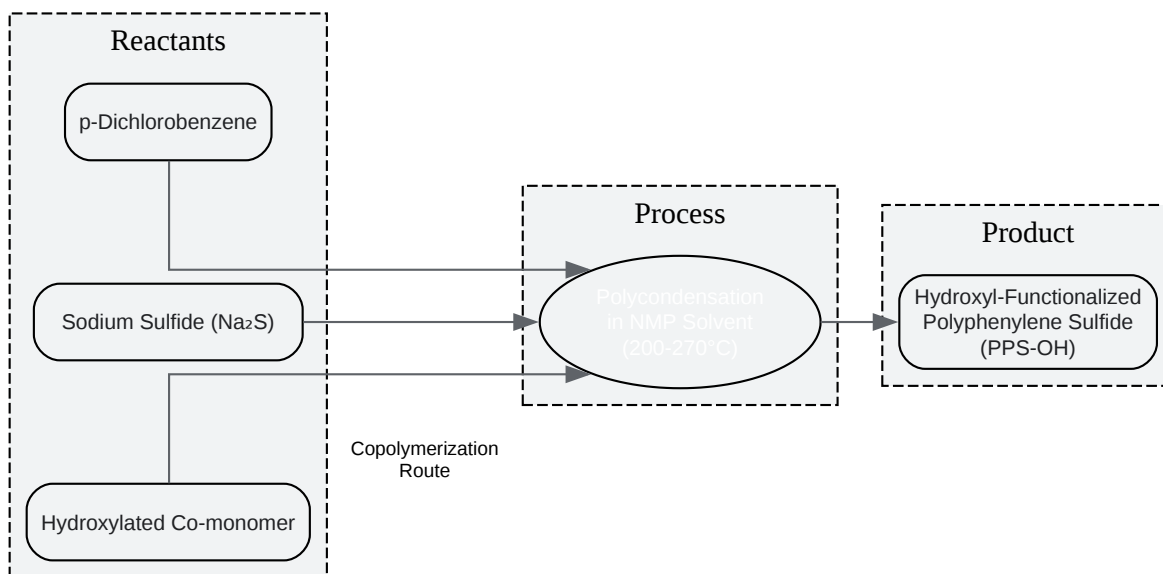 Reactants
p-Dichlorobenzene
Sodium Sulfide (Na₂S)
Hydroxylated Co-monomer
Copolymerization
Route
Process
Polycondensation
in NMP Solvent
(200-270°C)
Product
Hydroxyl-Functionalized
Polyphenylene Sulfide
(PPS-OH)